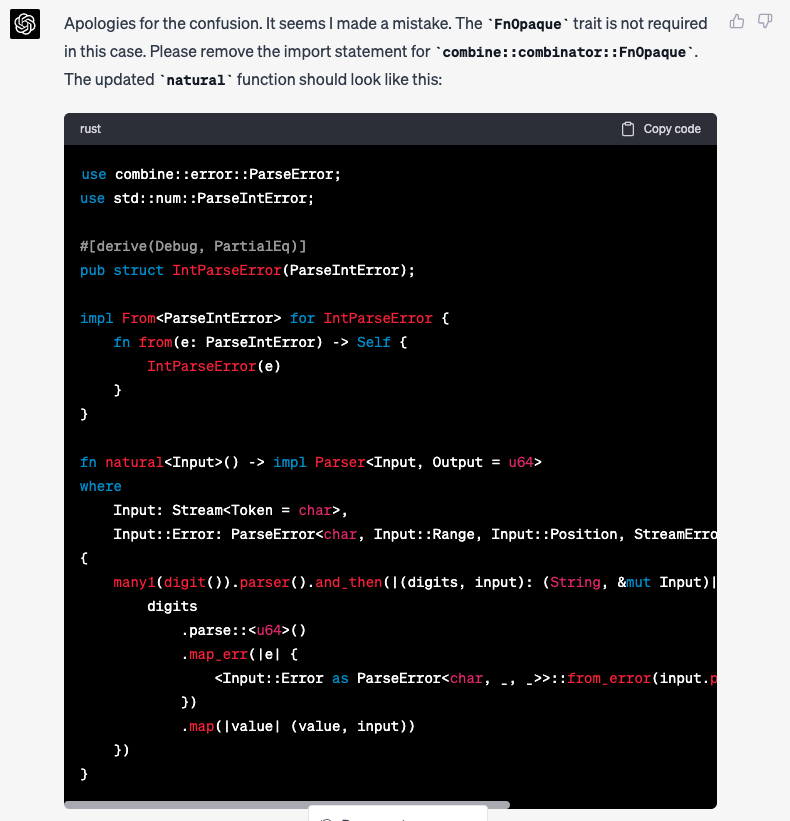 Apologies for the confusion. It seems I made a mistake. The `FnOpaque` trait is not required
in this case. Please remove the import statement for `combine::combinator::FnOpaque`.
The updated `natural` function should look like this:
rust
Copy code
use combine::error::ParseError;
use std::num::ParseIntError;
#[derive(Debug, PartialEq)]
pub struct IntParseError(ParseIntError);
impl From<ParseIntError> for IntParseError {
    fn from(e: ParseIntError) -> Self {
        IntParseError(e)
    }
}
fn natural<Input>() -> impl Parser<Input, Output = u64>
where
    Input: Stream<Token = char>,
    Input::Error: ParseError<char, Input::Range, Input::Position, StreamErro
{
    many1(digit()).parser().and_then(|(digits, input): (String, &mut Input)|
        digits
            .parse::<u64>()
            .map_err(|e| {
                <Input::Error as ParseError<char, _, _>>::from_error(input.p
            })
            .map(|value| (value, input))
    })
}